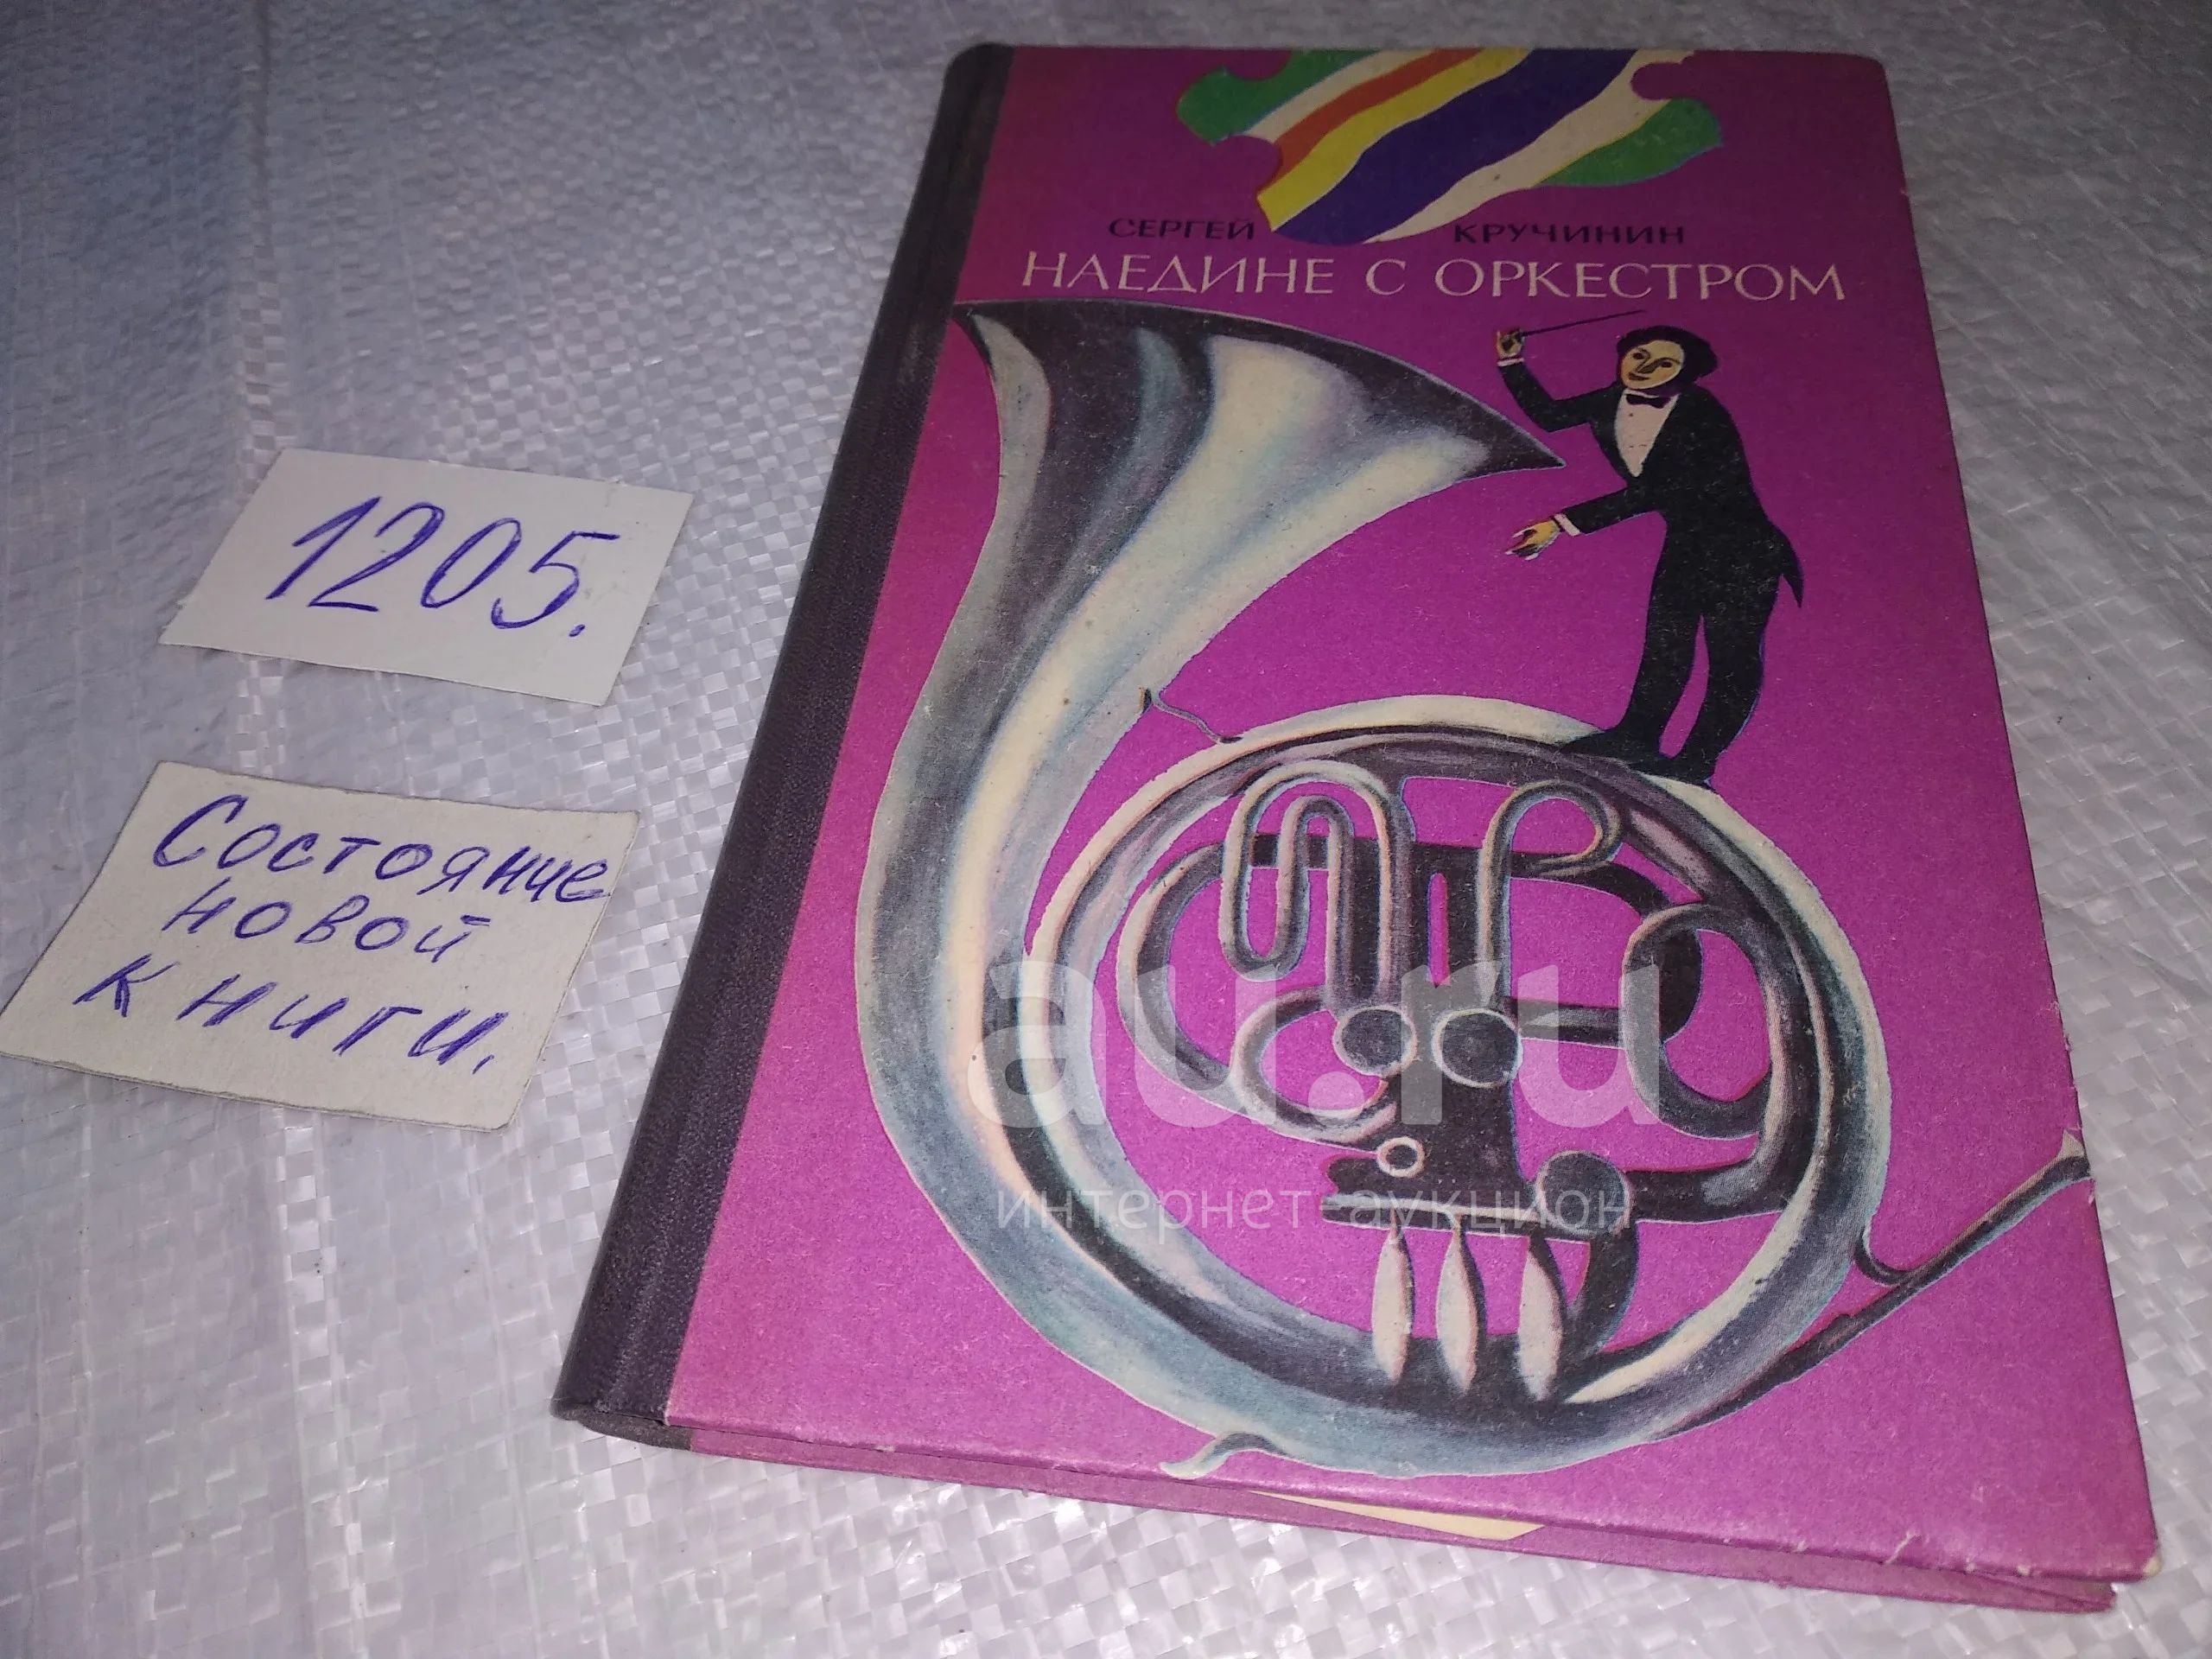 СЕРГЕЙ КРУЧИНИН
НАЕДИНЕ С ОРКЕСТРОМ
1205.
Состояние
новой
книги.
au.ru
интернет-аукцион